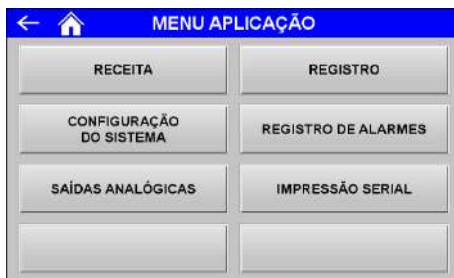 MENU APLICAÇÃO
RECEITA
REGISTRO
CONFIGURAÇÃO
DO SISTEMA
REGISTRO DE ALARMES
SAÍDAS ANALÓGICAS
IMPRESSÃO SERIAL